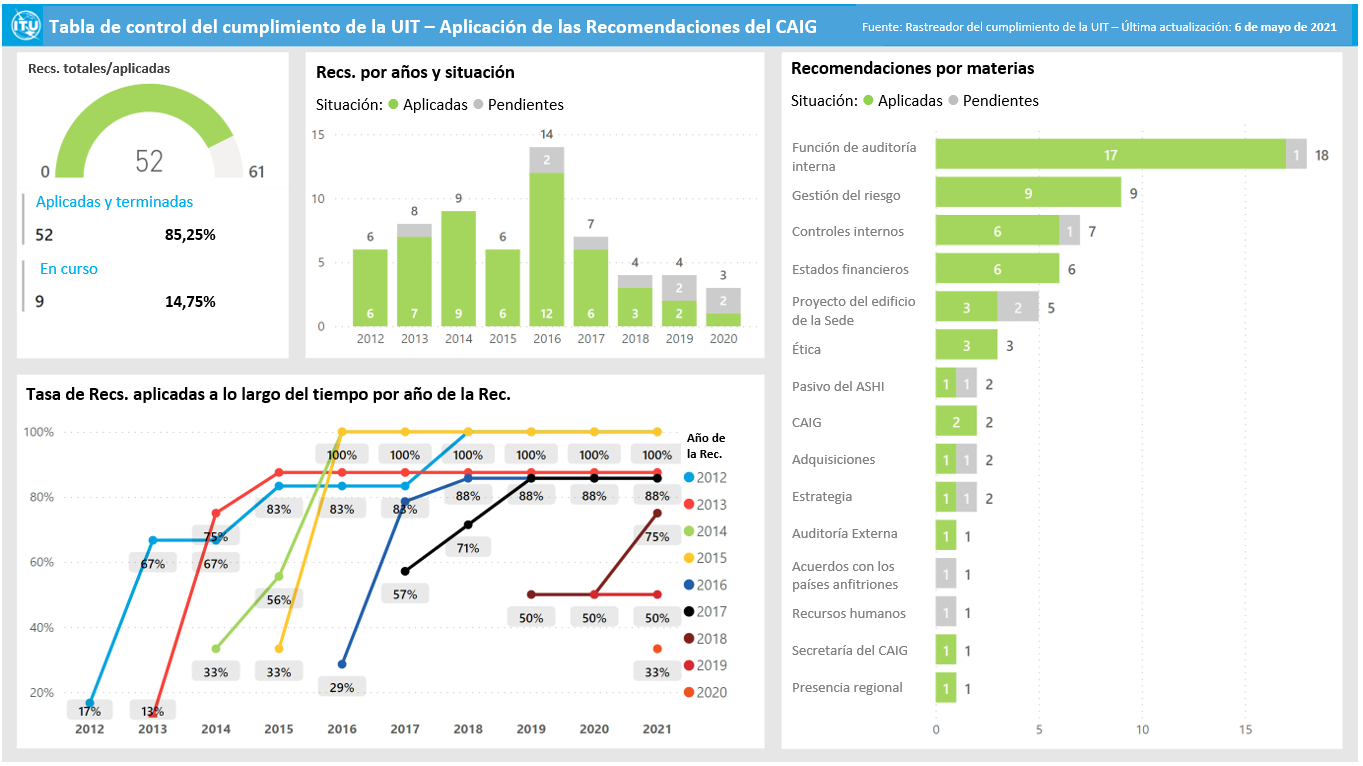 ITU
Tabla de control del cumplimiento de la UIT – Aplicación de las Recomendaciones del CAIG
Fuente: Rastreador del cumplimiento de la UIT – Última actualización: 6 de mayo de 2021
Recs. totales/aplicadas
52
0
61
Aplicadas y terminadas
52 85,25%
En curso
9 14,75%
Recs. por años y situación
Situación: Aplicadas Pendientes
15
10
5
0
6 8 9 6 14 7 4 4 3
2 2 2
6 7 9 6 12 6 3 2
2012 2013 2014 2015 2016 2017 2018 2019 2020
Tasa de Recs. aplicadas a lo largo del tiempo por año de la Rec.
100%
80%
60%
40%
20%
100% 100% 100% 100% 100% 100%
83% 83% 83% 88% 88% 88% 88%
75% 71% 75%
67% 67%
56% 57%
50% 50% 50%
33% 33% 29% 33%
17% 13%
2012 2013 2014 2015 2016 2017 2018 2019 2020 2021
Año de
la Rec.
2012
2013
2014
2015
2016
2017
2018
2019
2020
Recomendaciones por materias
Situación: Aplicadas Pendientes
Función de auditoría
interna 17 1 18
Gestión del riesgo 9 9
Controles internos 6 1 7
Estados financieros 6 6
Proyecto del edificio
de la Sede 3 2 5
Ética 3 3
Pasivo del ASHI 1 1 2
CAIG 2 2
Adquisiciones 1 1 2
Estrategia 1 1 2
Auditoría Externa 1 1
Acuerdos con los
países anfitriones 1 1
Recursos humanos 1 1
Secretaría del CAIG 1 1
Presencia regional 1 1
0 5 10 15